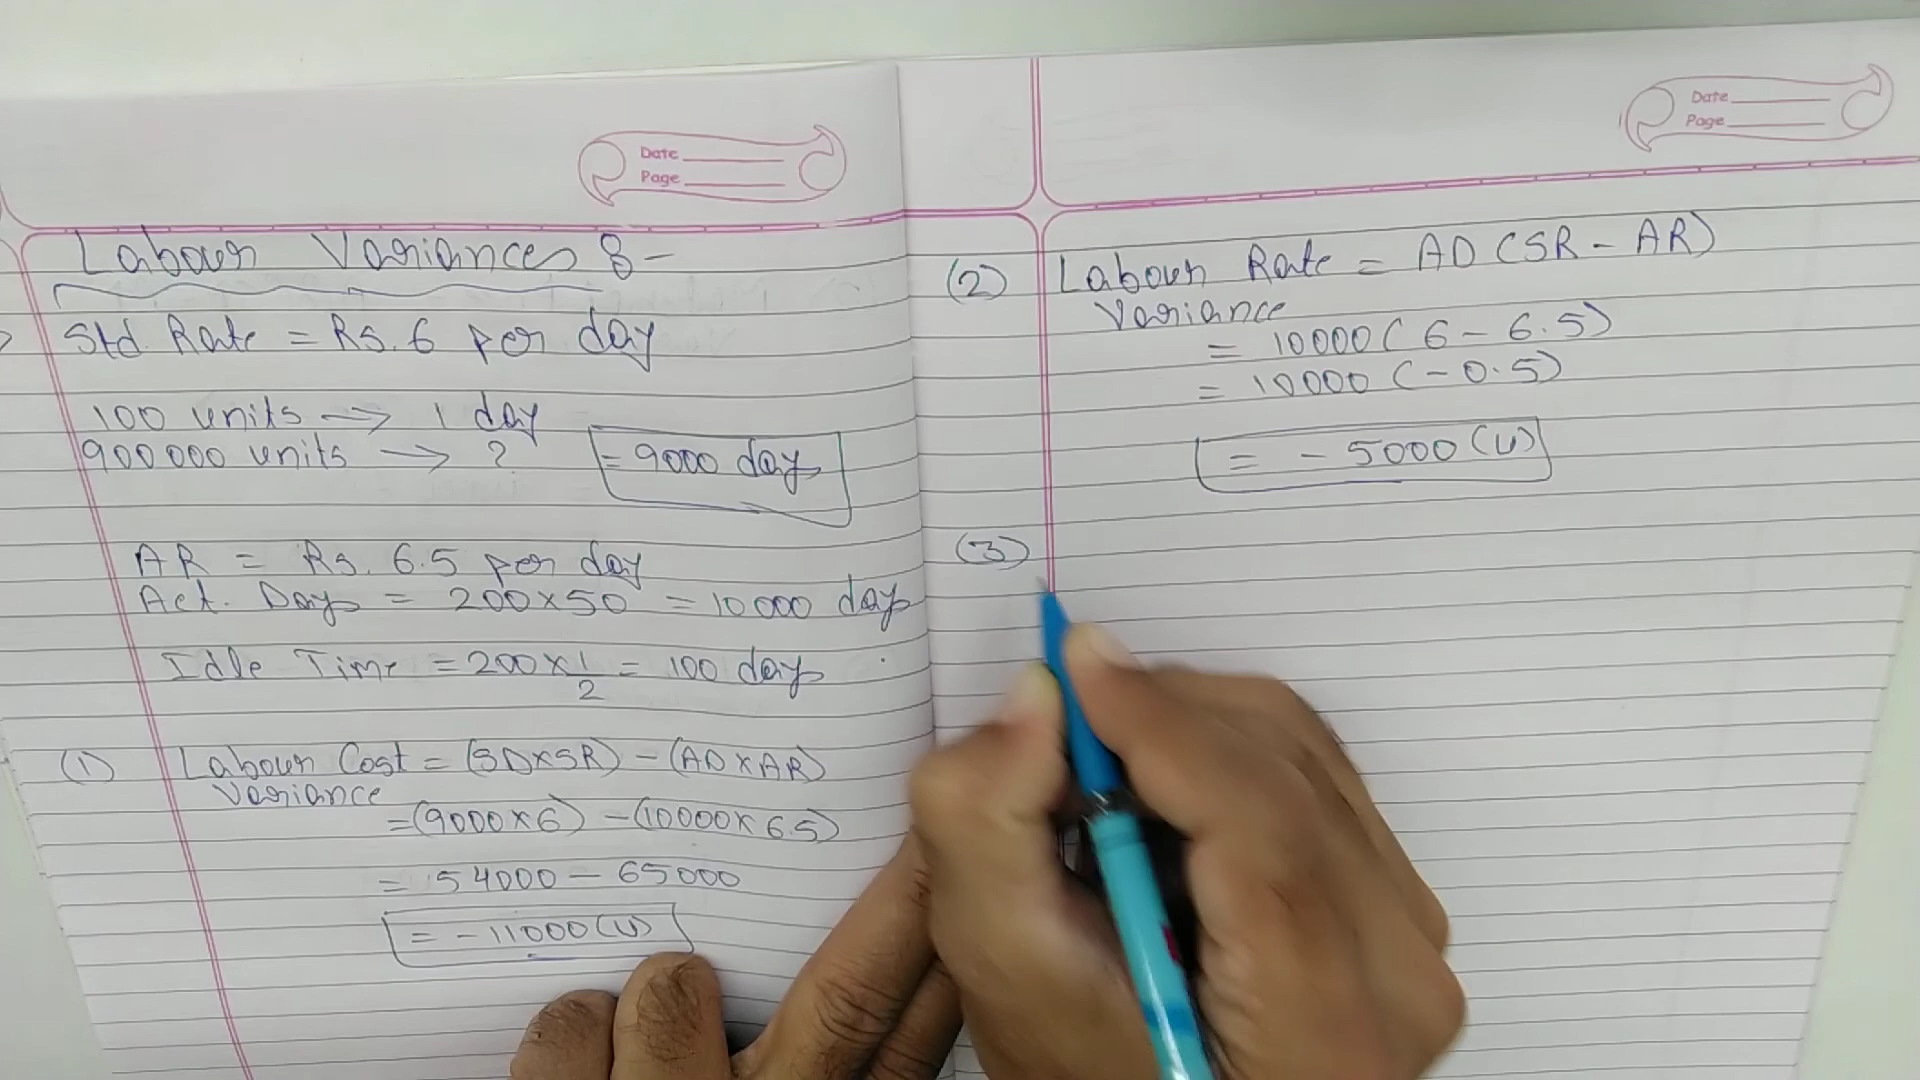 Date
Page
Labour Variances :-
Std. Rate = Rs. 6 per day
100 units → 1 day
900000 units → ?
= 9000 days
AR = Rs. 6.5 per day
Act. Days = 200×50 = 10000 days
Idle Time = 200×1/2 = 100 days
(1) Labour Cost = (SD×SR) - (AD×AR)
Variance
= (9000×6) - (10000×6.5)
= 54000 - 65000
= - 11000 (U)
Date
Page
(2) Labour Rate = AD (SR - AR)
Variance
= 10000 (6 - 6.5)
= 10000 (-0.5)
= - 5000 (U)
(3)